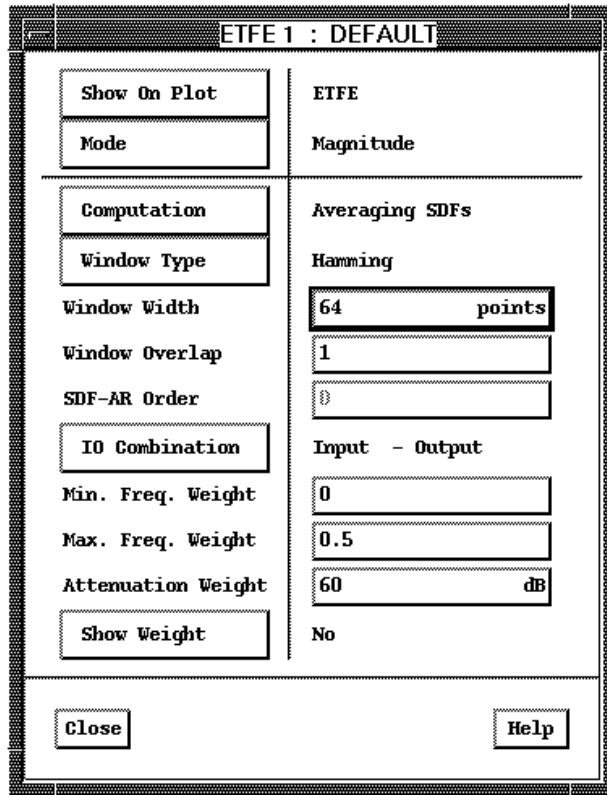 ETFE 1 : DEFAULT
Show On Plot ETFE
Mode Magnitude
Computation Averaging SDFs
Window Type Hamming
Window Width 64 points
Window Overlap 1
SDF-AR Order 0
IO Combination Input - Output
Min. Freq. Weight 0
Max. Freq. Weight 0.5
Attenuation Weight 60 dB
Show Weight No
Close Help